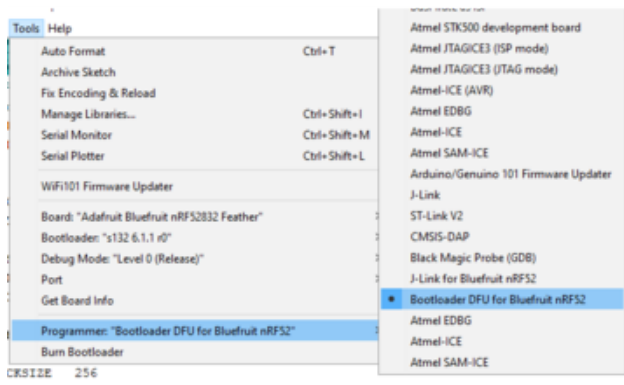 Tools Help
Auto Format Ctrl+T
Archive Sketch
Fix Encoding & Reload
Manage Libraries... Ctrl+Shift+I
Serial Monitor Ctrl+Shift+M
Serial Plotter Ctrl+Shift+L
WiFi101 Firmware Updater
Board: "Adafruit Bluefruit nRF52832 Feather"
Bootloader: "s132 6.1.1 r0"
Debug Mode: "Level 0 (Release)"
Port
Get Board Info
Programmer: "Bootloader DFU for Bluefruit nRF52"
Burn Bootloader
CKSIZE 256
Atmel STK500 development board
Atmel JTAGICE3 (ISP mode)
Atmel JTAGICE3 (JTAG mode)
Atmel-ICE (AVR)
Atmel EDBG
Atmel-ICE
Atmel SAM-ICE
Arduino/Genuino 101 Firmware Updater
J-Link
ST-Link V2
CMSIS-DAP
Black Magic Probe (GDB)
J-Link for Bluefruit nRF52
Bootloader DFU for Bluefruit nRF52
Atmel EDBG
Atmel-ICE
Atmel SAM-ICE